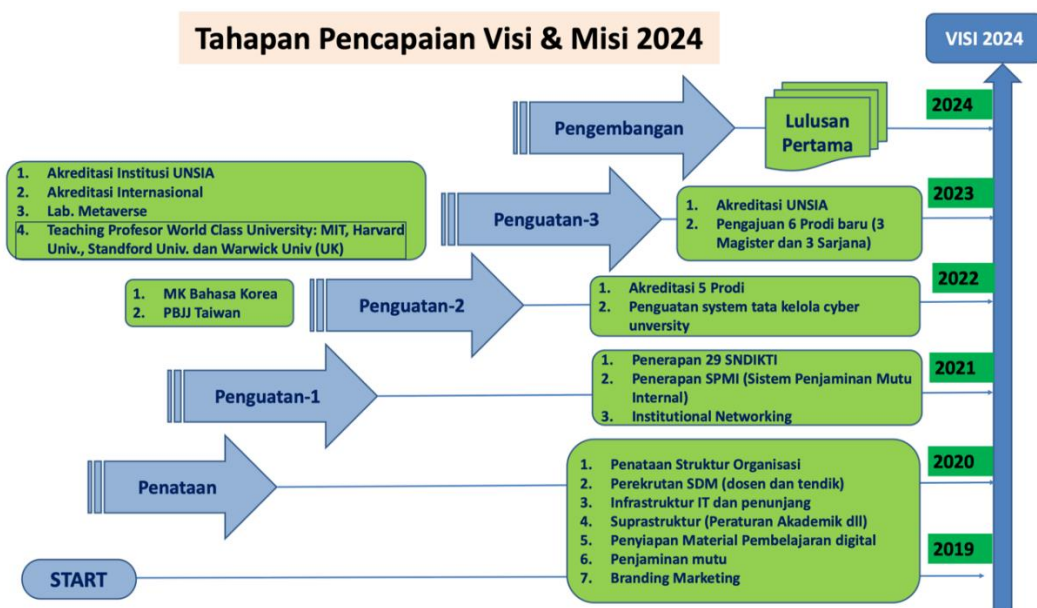 Tahapan Pencapaian Visi & Misi 2024
VISI 2024
2024
Pengembangan
Lulusan
Pertama
1. Akreditasi Institusi UNSIA
2. Akreditasi Internasional
3. Lab. Metaverse
4. Teaching Profesor World Class University: MIT, Harvard
Univ., Standford Univ. dan Warwick Univ (UK)
2023
Penguatan-3
1. Akreditasi UNSIA
2. Pengajuan 6 Prodi baru (3
Magister dan 3 Sarjana)
2022
1. MK Bahasa Korea
2. PBJJ Taiwan
Penguatan-2
1. Akreditasi 5 Prodi
2. Penguatan system tata kelola cyber
unversity
2021
Penguatan-1
1. Penerapan 29 SNDIKTI
2. Penerapan SPMI (Sistem Penjaminan Mutu
Internal)
3. Institutional Networking
2020
Penataan
1. Penataan Struktur Organisasi
2. Perekrutan SDM (dosen dan tendik)
3. Infrastruktur IT dan penunjang
4. Suprastruktur (Peraturan Akademik dll)
5. Penyiapan Material Pembelajaran digital
6. Penjaminan mutu
7. Branding Marketing
2019
START